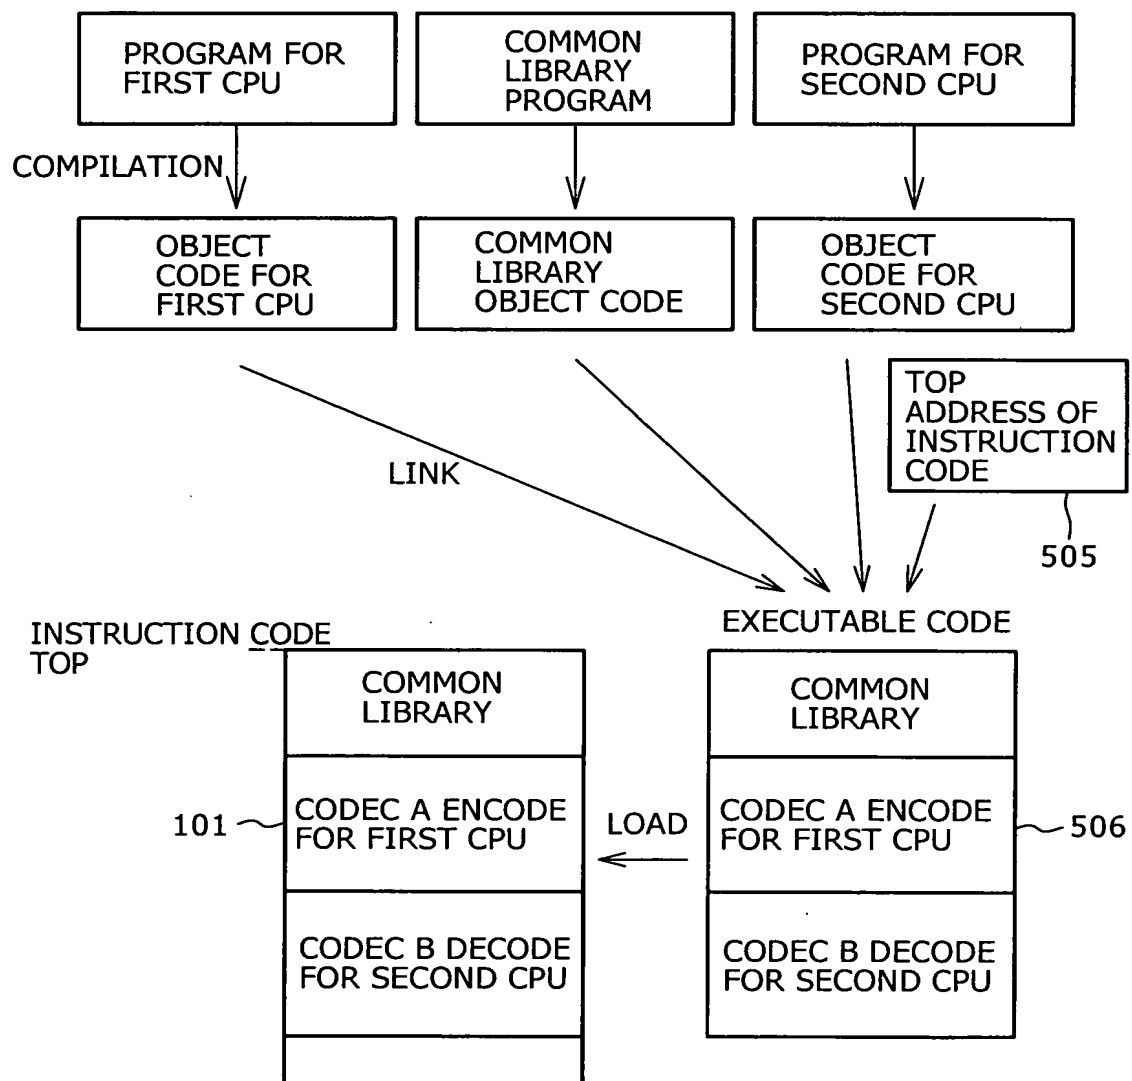 PROGRAM FOR
FIRST CPU
COMMON
LIBRARY
PROGRAM
PROGRAM FOR
SECOND CPU
COMPILATION
OBJECT
CODE FOR
FIRST CPU
COMMON
LIBRARY
OBJECT CODE
OBJECT
CODE FOR
SECOND CPU
TOP
ADDRESS OF
INSTRUCTION
CODE
LINK
505
EXECUTABLE CODE
INSTRUCTION CODE
TOP
COMMON
LIBRARY
COMMON
LIBRARY
101
CODEC A ENCODE
FOR FIRST CPU
LOAD
CODEC A ENCODE
FOR FIRST CPU
506
CODEC B DECODE
FOR SECOND CPU
CODEC B DECODE
FOR SECOND CPU